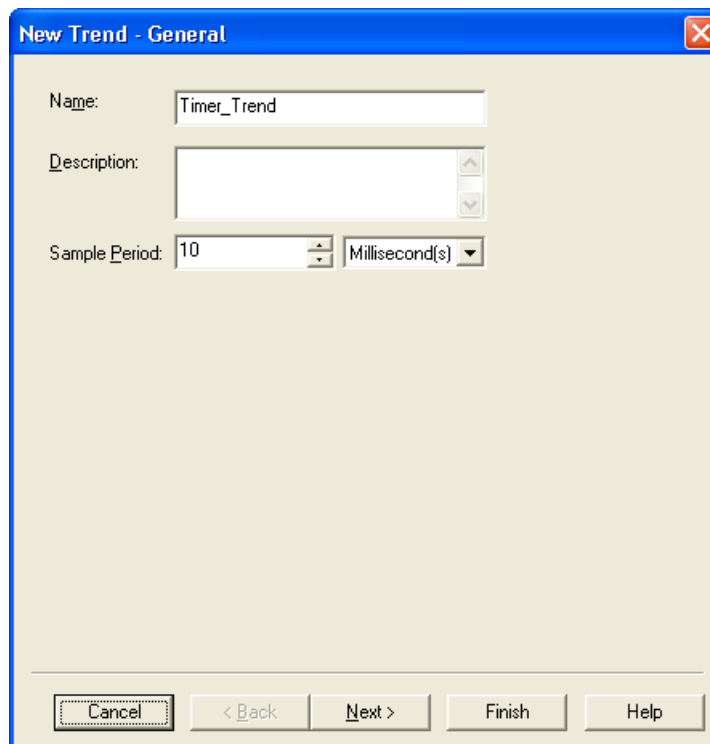 New Trend - General
Name:
Timer_Trend
Description:
Sample Period:
10
Millisecond(s)
Cancel
< Back
Next >
Finish
Help